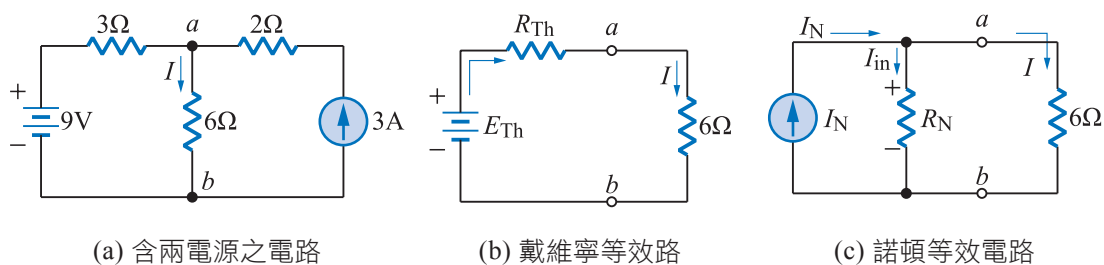 3Ω a 2Ω
I
+ 9V − 6Ω 3A
b
(a) 含兩電源之電路
R_Th a
I
+ E_Th − 6Ω
b
(b) 戴維寧等效路
I_N a
I_in I
I_N + R_N − 6Ω
b
(c) 諾頓等效電路